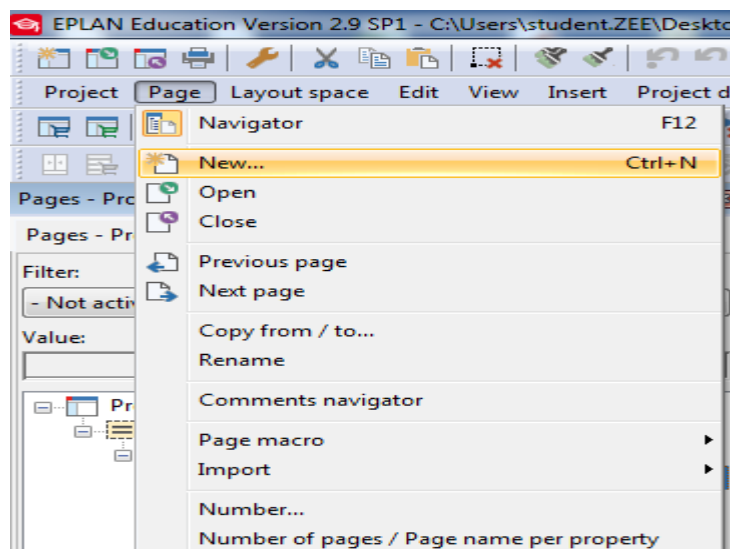 EPLAN Education Version 2.9 SP1 - C:\Users\student.ZEE\Deskto
Project Page Layout space Edit View Insert Project d
Navigator F12
New... Ctrl+N
Pages - Pro
Open
Close
Pages - Pr
Previous page
Filter:
Next page
- Not activ
Copy from / to...
Value:
Rename
Comments navigator
Pr
Page macro
Import
Number...
Number of pages / Page name per property